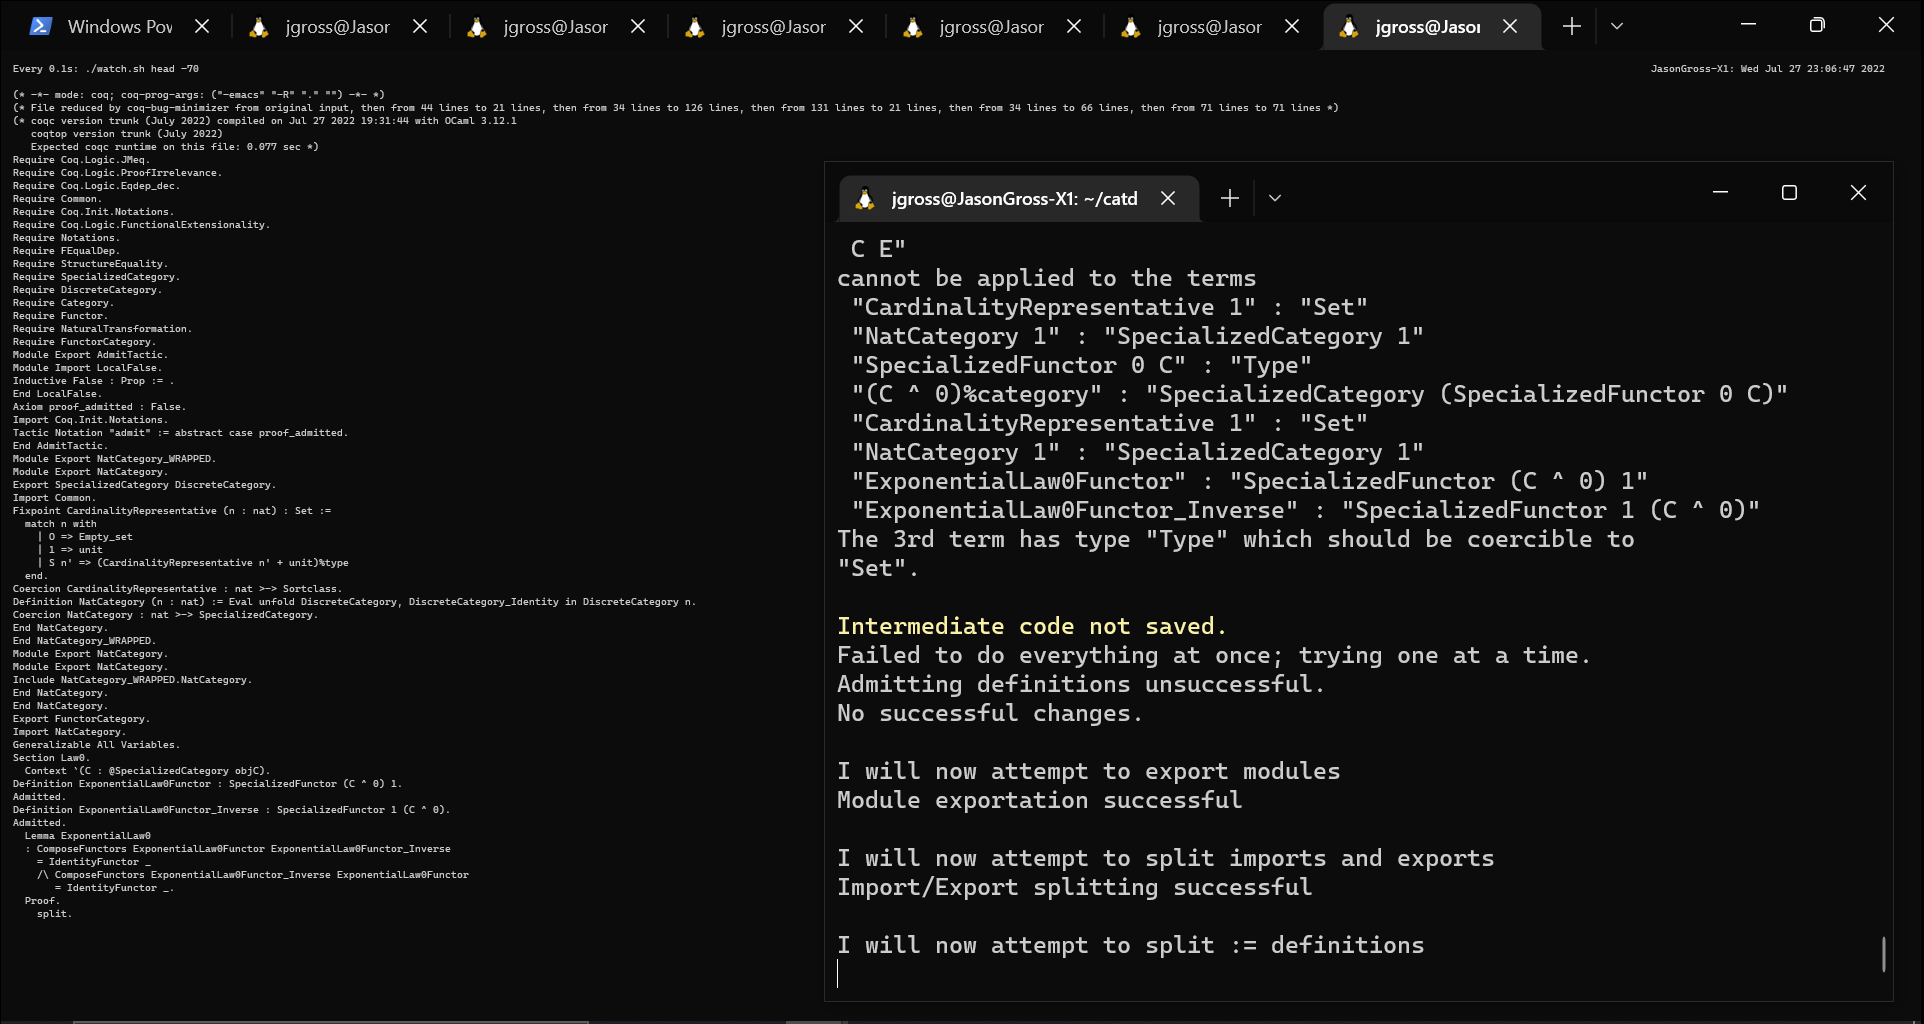 Windows Pov
jgross@Jasor
jgross@Jasor
jgross@Jasor
jgross@Jasor
jgross@Jasor
jgross@Jasor
Every 0.1s: ./watch.sh head -70
JasonGross-X1: Wed Jul 27 23:06:47 2022
(* -*- mode: coq; coq-prog-args: ("-emacs" "-R" "." "") -*- *)
(* File reduced by coq-bug-minimizer from original input, then from 44 lines to 21 lines, then from 34 lines to 126 lines, then from 131 lines to 21 lines, then from 34 lines to 66 lines, then from 71 lines to 71 lines *)
(* coqc version trunk (July 2022) compiled on Jul 27 2022 19:31:44 with OCaml 3.12.1
coqtop version trunk (July 2022)
Expected coqc runtime on this file: 0.077 sec *)
Require Coq.Logic.JMeq.
Require Coq.Logic.ProofIrrelevance.
Require Coq.Logic.Eqdep_dec.
Require Common.
Require Coq.Init.Notations.
Require Coq.Logic.FunctionalExtensionality.
Require Notations.
Require FEqualDep.
Require StructureEquality.
Require SpecializedCategory.
Require DiscreteCategory.
Require Category.
Require Functor.
Require NaturalTransformation.
Require FunctorCategory.
Module Export AdmitTactic.
Module Import LocalFalse.
Inductive False : Prop := .
End LocalFalse.
Axiom proof_admitted : False.
Import Coq.Init.Notations.
Tactic Notation "admit" := abstract case proof_admitted.
End AdmitTactic.
Module Export NatCategory_WRAPPED.
Module Export NatCategory.
Export SpecializedCategory DiscreteCategory.
Import Common.
Fixpoint CardinalityRepresentative (n : nat) : Set :=
match n with
| O => Empty_set
| 1 => unit
| S n' => (CardinalityRepresentative n' + unit)%type
end.
Coercion CardinalityRepresentative : nat >-> Sortclass.
Definition NatCategory (n : nat) := Eval unfold DiscreteCategory, DiscreteCategory_Identity in DiscreteCategory n.
Coercion NatCategory : nat >-> SpecializedCategory.
End NatCategory.
End NatCategory_WRAPPED.
Module Export NatCategory.
Module Export NatCategory.
Include NatCategory_WRAPPED.NatCategory.
End NatCategory.
End NatCategory.
Export FunctorCategory.
Import NatCategory.
Generalizable All Variables.
Section Law0.
Context `(C : @SpecializedCategory objC).
Definition ExponentialLaw0Functor : SpecializedFunctor (C ^ 0) 1.
Admitted.
Definition ExponentialLaw0Functor_Inverse : SpecializedFunctor 1 (C ^ 0).
Admitted.
Lemma ExponentialLaw0
: ComposeFunctors ExponentialLaw0Functor ExponentialLaw0Functor_Inverse
= IdentityFunctor _
/\ ComposeFunctors ExponentialLaw0Functor_Inverse ExponentialLaw0Functor
= IdentityFunctor _.
Proof.
split.
jgross@JasonGross-X1: ~/catd
C E"
cannot be applied to the terms
"CardinalityRepresentative 1" : "Set"
"NatCategory 1" : "SpecializedCategory 1"
"SpecializedFunctor 0 C" : "Type"
"(C ^ 0)%category" : "SpecializedCategory (SpecializedFunctor 0 C)"
"CardinalityRepresentative 1" : "Set"
"NatCategory 1" : "SpecializedCategory 1"
"ExponentialLaw0Functor" : "SpecializedFunctor (C ^ 0) 1"
"ExponentialLaw0Functor_Inverse" : "SpecializedFunctor 1 (C ^ 0)"
The 3rd term has type "Type" which should be coercible to
"Set".
Intermediate code not saved.
Failed to do everything at once; trying one at a time.
Admitting definitions unsuccessful.
No successful changes.
I will now attempt to export modules
Module exportation successful
I will now attempt to split imports and exports
Import/Export splitting successful
I will now attempt to split := definitions